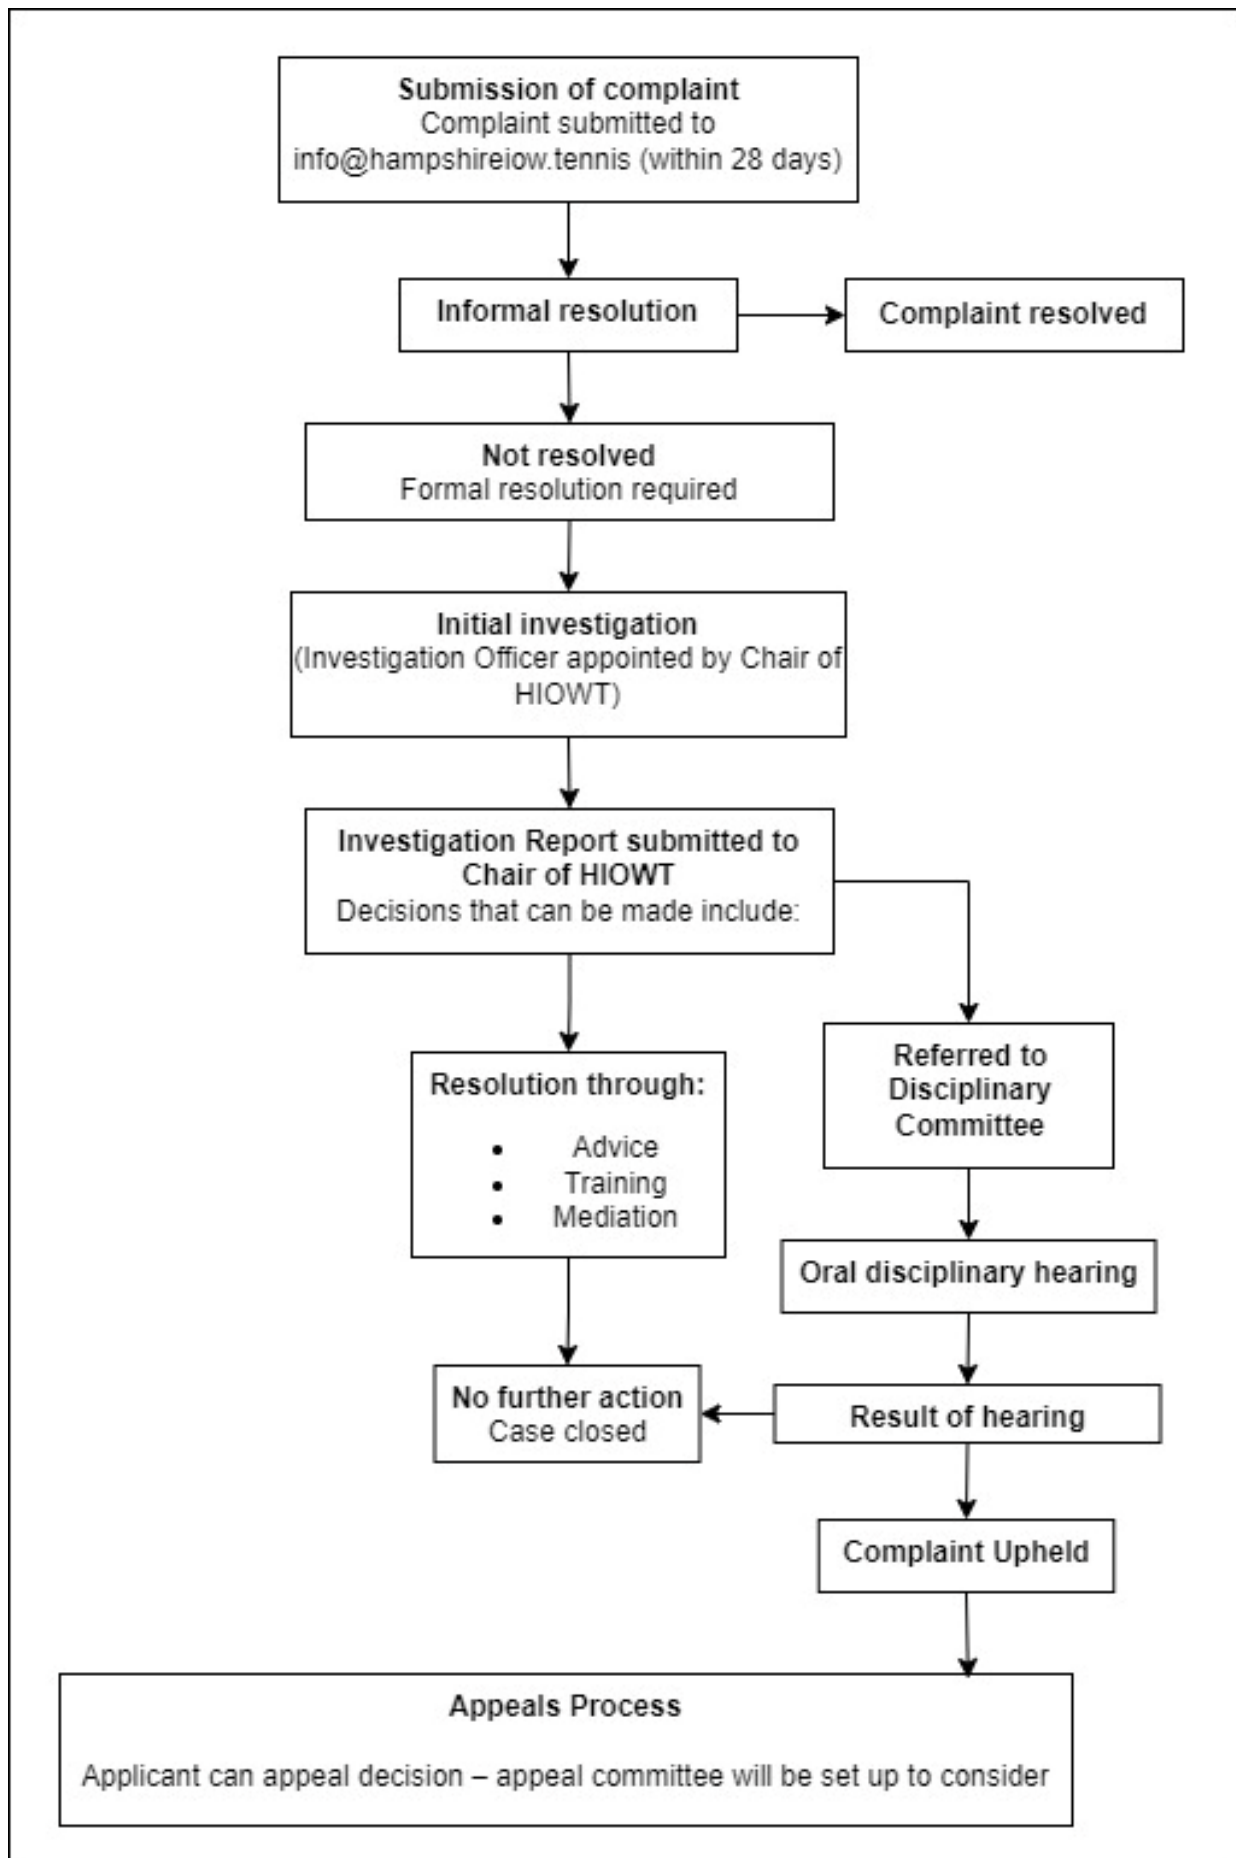 Submission of complaint
Complaint submitted to
info@hampshireiow.tennis (within 28 days)
Informal resolution
Complaint resolved
Not resolved
Formal resolution required
Initial investigation
(Investigation Officer appointed by Chair of
HIOWT)
Investigation Report submitted to
Chair of HIOWT
Decisions that can be made include:
Resolution through:
• Advice
• Training
• Mediation
Referred to
Disciplinary
Committee
Oral disciplinary hearing
No further action
Case closed
Result of hearing
Complaint Upheld
Appeals Process
Applicant can appeal decision – appeal committee will be set up to consider